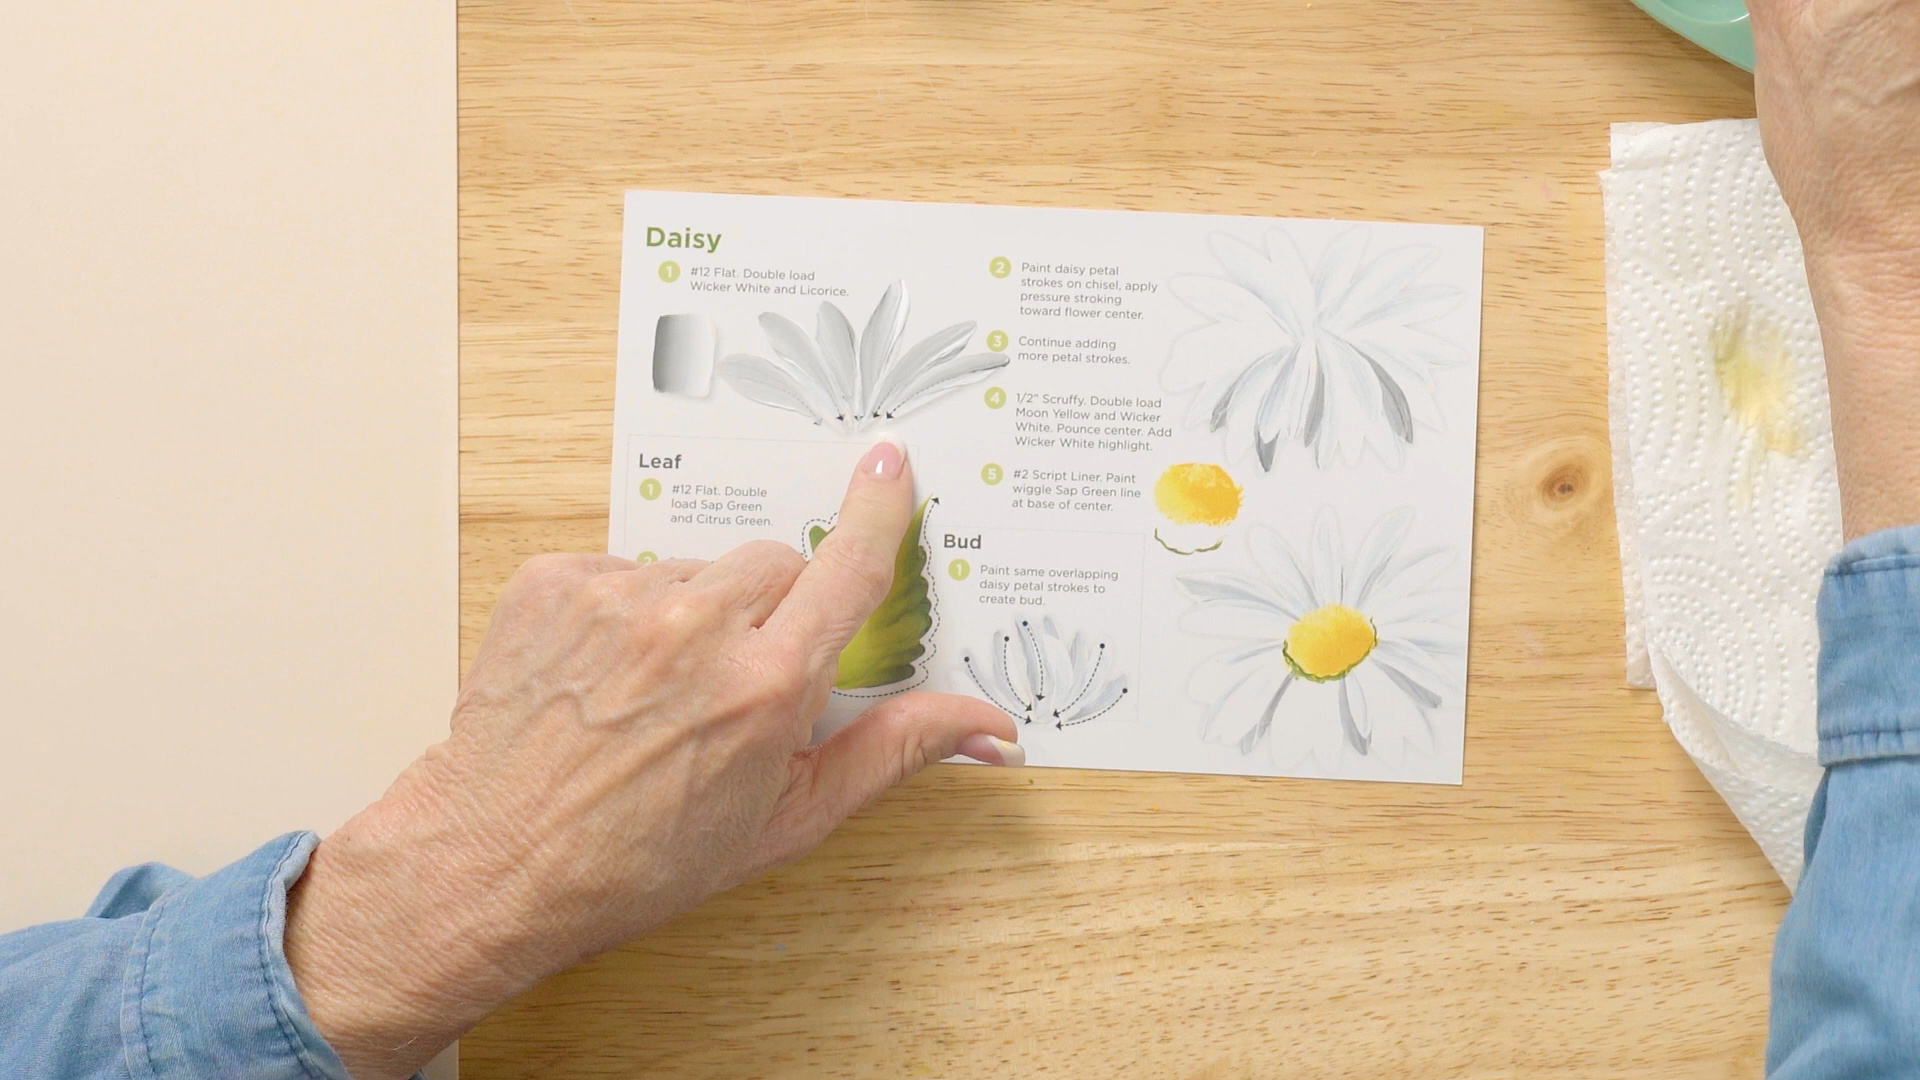 Daisy
1 #12 Flat. Double load
Wicker White and Licorice.
2 Paint daisy petal
strokes on chisel, apply
pressure stroking
toward flower center.
3 Continue adding
more petal strokes.
4 1/2" Scruffy. Double load
Moon Yellow and Wicker
White. Pounce center. Add
Wicker White highlight.
5 #2 Script Liner. Paint
wiggle Sap Green line
at base of center.
Leaf
1 #12 Flat. Double
load Sap Green
and Citrus Green.
2
Bud
1 Paint same overlapping
daisy petal strokes to
create bud.